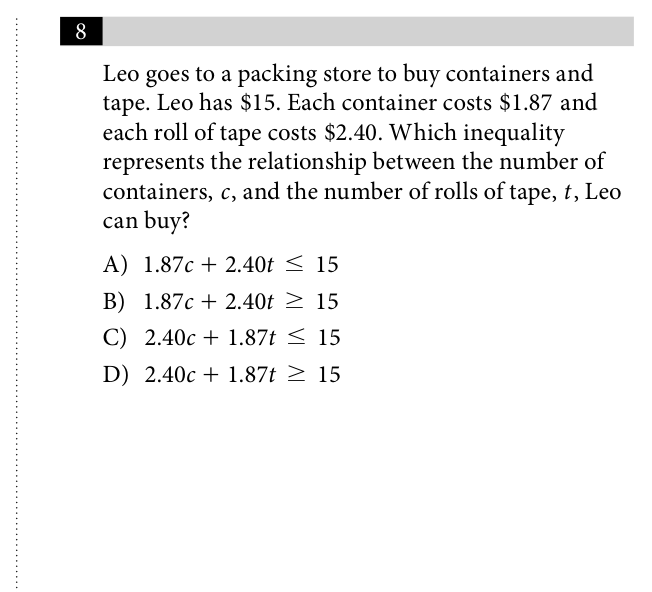 8
Leo goes to a packing store to buy containers and
tape. Leo has $15. Each container costs $1.87 and
each roll of tape costs $2.40. Which inequality
represents the relationship between the number of
containers, c, and the number of rolls of tape, t, Leo
can buy?
A) 1.87c + 2.40t ≤ 15
B) 1.87c + 2.40t ≥ 15
C) 2.40c + 1.87t ≤ 15
D) 2.40c + 1.87t ≥ 15